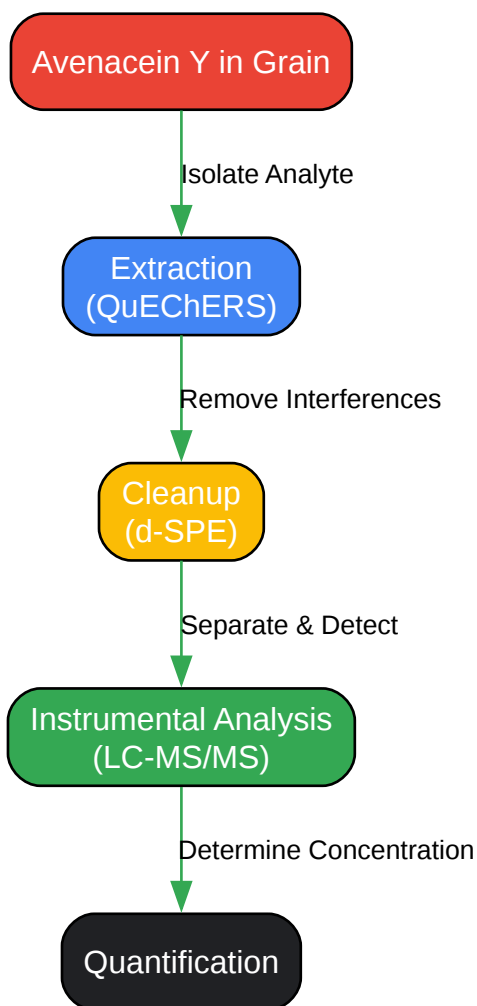 Avenacein Y in Grain
Isolate Analyte
Extraction
(QuEChERS)
Remove Interferences
Cleanup
(d-SPE)
Separate & Detect
Instrumental Analysis
(LC-MS/MS)
Determine Concentration
Quantification